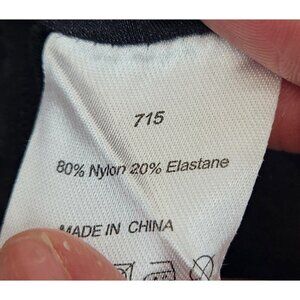 715
80% Nylon 20% Elastane
MADE IN CHINA